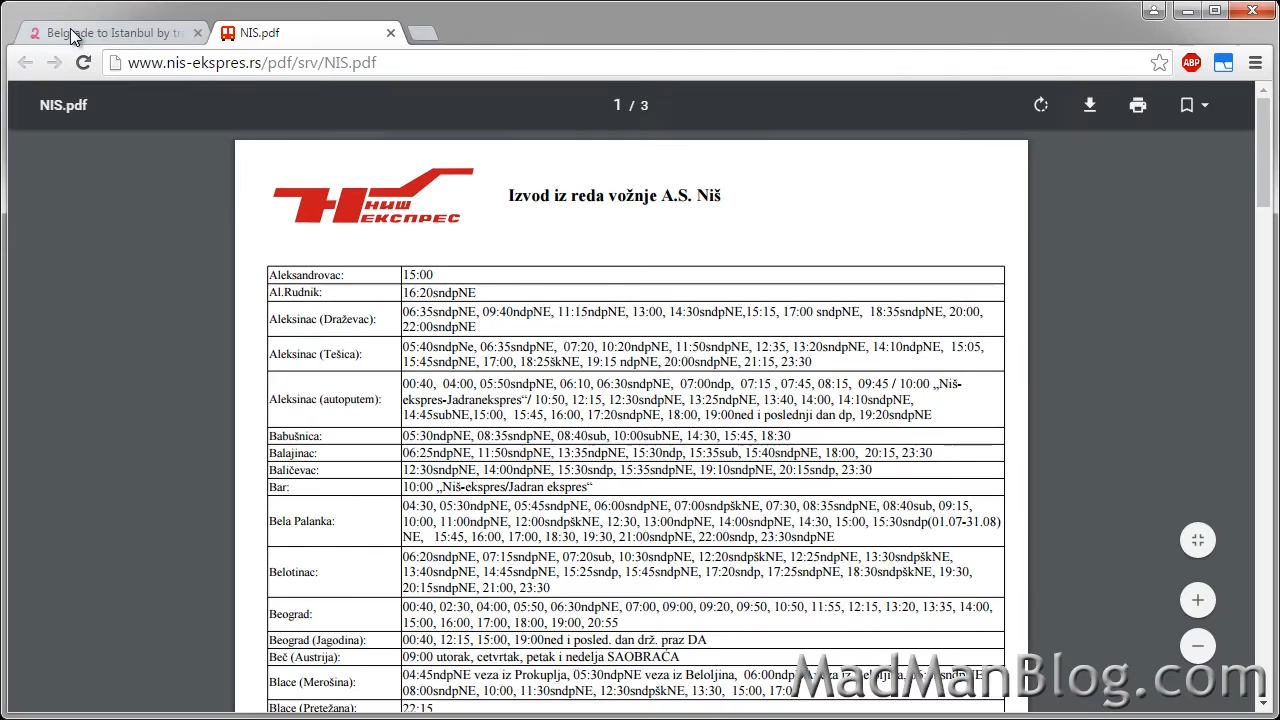 Belgrade to Istanbul by tr
NIS.pdf
www.nis-ekspres.rs/pdf/srv/NIS.pdf
ABP
NIS.pdf
1 / 3
НИШ
ЕКСПРЕС
Izvod iz reda vožnje A.S. Niš
Aleksandrovac: 15:00
Al.Rudnik: 16:20sndpNE
Aleksinac (Draževac): 06:35sndpNE, 09:40ndpNE, 11:15ndpNE, 13:00, 14:30sndpNE,15:15, 17:00 sndpNE, 18:35sndpNE, 20:00,
22:00sndpNE
Aleksinac (Tešica): 05:40sndpNe, 06:35sndpNE, 07:20, 10:20ndpNE, 11:50sndpNE, 12:35, 13:20sndpNE, 14:10ndpNE, 15:05,
15:45sndpNE, 17:00, 18:25škNE, 19:15 ndpNE, 20:00sndpNE, 21:15, 23:30
Aleksinac (autoputem): 00:40, 04:00, 05:50sndpNE, 06:10, 06:30sndpNE, 07:00ndp, 07:15 , 07:45, 08:15, 09:45 / 10:00 „Niš-
ekspres-Jadranekspres“/ 10:50, 12:15, 12:30sndpNE, 13:25ndpNE, 13:40, 14:00, 14:10sndpNE,
14:45subNE,15:00, 15:45, 16:00, 17:20sndpNE, 18:00, 19:00ned i poslednji dan dp, 19:20sndpNE
Babušnica: 05:30ndpNE, 08:35sndpNE, 08:40sub, 10:00subNE, 14:30, 15:45, 18:30
Balajinac: 06:25ndpNE, 11:50sndpNE, 13:35ndpNE, 15:30ndp, 15:35sub, 15:40sndpNE, 18:00, 20:15, 23:30
Baličevac: 12:30sndpNE, 14:00ndpNE, 15:30sndp, 15:35sndpNE, 19:10sndpNE, 20:15sndp, 23:30
Bar: 10:00 „Niš-ekspres/Jadran ekspres“
Bela Palanka: 04:30, 05:30ndpNE, 05:45sndpNE, 06:00sndpNE, 07:00sndpškNE, 07:30, 08:35sndpNE, 08:40sub, 09:15,
10:00, 11:00ndpNE, 12:00sndpškNE, 12:30, 13:00ndpNE, 14:00sndpNE, 14:30, 15:00, 15:30sndp(01.07-31.08)
NE, 15:45, 16:00, 17:00, 18:30, 19:30, 21:00sndpNE, 22:00sndp, 23:30sndpNE
Belotinac: 06:20sndpNE, 07:15sndpNE, 07:20sub, 10:30sndpNE, 12:20sndpškNE, 12:25ndpNE, 13:30sndpškNE,
13:40sndpNE, 14:45sndpNE, 15:25sndp, 15:45sndpNE, 17:20sndp, 17:25sndpNE, 18:30sndpškNE, 19:30,
20:15sndpNE, 21:00, 23:30
Beograd: 00:40, 02:30, 04:00, 05:50, 06:30ndpNE, 07:00, 09:00, 09:20, 09:50, 10:50, 11:55, 12:15, 13:20, 13:35, 14:00,
15:00, 16:00, 17:00, 18:00, 19:00, 20:55
Beograd (Jagodina): 00:40, 12:15, 15:00, 19:00ned i posled. dan drž. praz DA
Beč (Austrija): 09:00 utorak, cetvrtak, petak i nedelja SAOBRAĆA
Blace (Merošina): 04:45ndpNE veza iz Prokuplja, 05:30ndpNE veza iz Beloljina, 06:00ndp
08:00sndpNE, 10:00, 11:30sndpNE, 12:30sndpškNE, 13:30, 15:00, 17:0
Blace (Pretežana): 22:15
MadManBlog.com